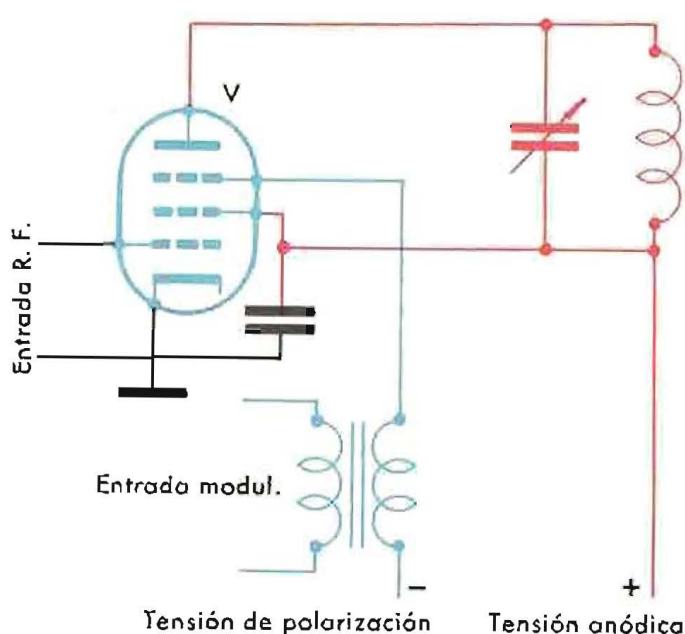 V
Entrada R. F.
Entrada modul.
−
+
Tensión de polarización
Tensión anódica